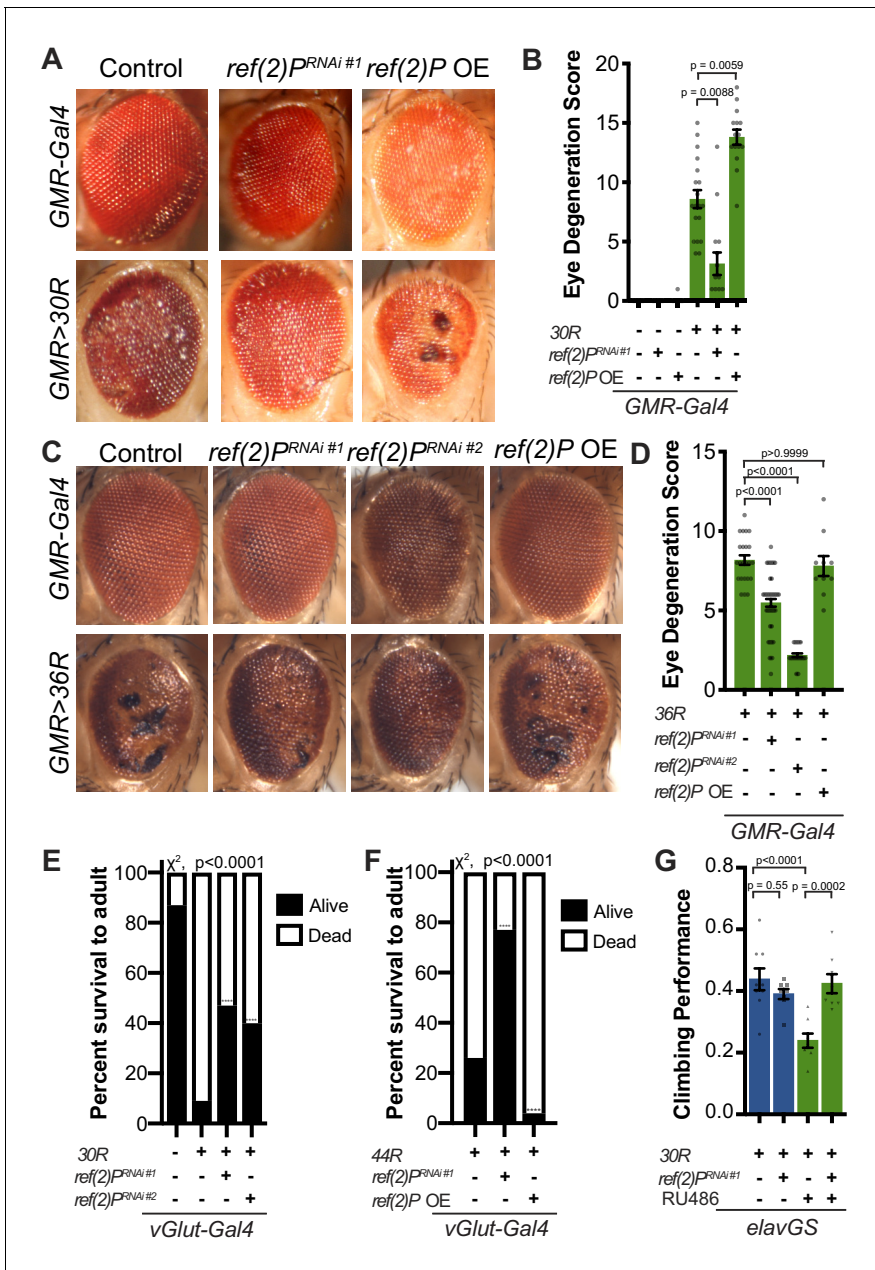 A
Control ref(2)P^RNAi #1 ref(2)P OE
GMR-Gal4
GMR>30R
B
Eye Degeneration Score
20
15
10
5
0
p = 0.0059
p = 0.0088
30R - - - + + +
ref(2)P^RNAi#1 - + - - + -
ref(2)P OE - - + - - +
GMR-Gal4
C
Control ref(2)P^RNAi #1 ref(2)P^RNAi #2 ref(2)P OE
GMR-Gal4
GMR>36R
D
Eye Degeneration Score
15
10
5
0
p>0.9999
p<0.0001
p<0.0001
36R + + + +
ref(2)P^RNAi#1 - + - -
ref(2)P^RNAi#2 - - + -
ref(2)P OE - - - +
GMR-Gal4
E
χ², p<0.0001
Percent survival to adult
100
80
60
40
20
0
**** ****
Alive
Dead
30R - + + +
ref(2)P^RNAi#1 - - + -
ref(2)P^RNAi#2 - - - +
vGlut-Gal4
F
χ², p<0.0001
Percent survival to adult
100
80
60
40
20
0
**** ****
Alive
Dead
44R + + +
ref(2)P^RNAi#1 - + -
ref(2)P OE - - +
vGlut-Gal4
G
Climbing Performance
0.8
0.6
0.4
0.2
0.0
p<0.0001
p = 0.55 p = 0.0002
30R + + + +
ref(2)P^RNAi#1 - + - +
RU486 - - + +
elavGS